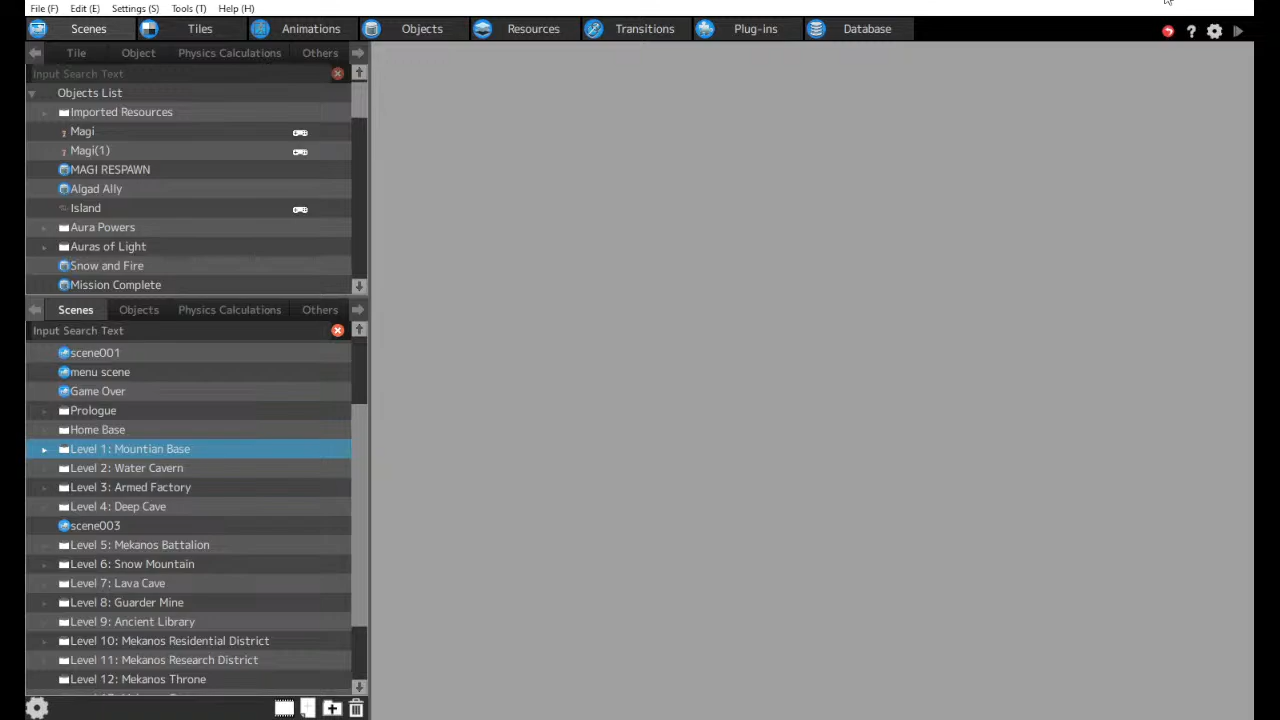 File (F) Edit (E) Settings (S) Tools (T) Help (H)
Scenes Tiles Animations Objects Resources Transitions Plug-ins Database
Tile Object Physics Calculations Others
Input Search Text
Objects List
Imported Resources
Magi
Magi(1)
MAGI RESPAWN
Algad Ally
Island
Aura Powers
Auras of Light
Snow and Fire
Mission Complete
Scenes Objects Physics Calculations Others
Input Search Text
scene001
menu scene
Game Over
Prologue
Home Base
Level 1: Mountian Base
Level 2: Water Cavern
Level 3: Armed Factory
Level 4: Deep Cave
scene003
Level 5: Mekanos Battalion
Level 6: Snow Mountain
Level 7: Lava Cave
Level 8: Guarder Mine
Level 9: Ancient Library
Level 10: Mekanos Residential District
Level 11: Mekanos Research District
Level 12: Mekanos Throne